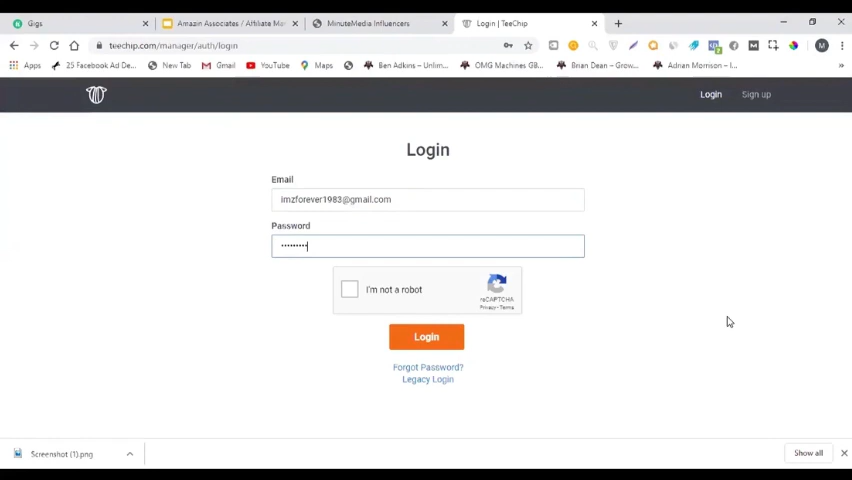 Gigs
Amazin Associates / Affiliate Mar
MinuteMedia Influencers
Login | TeeChip
teechip.com/manager/auth/login
M
Apps
25 Facebook Ad De...
New Tab
Gmail
YouTube
Maps
Ben Adkins – Unlim...
OMG Machines GB...
Brian Dean – Grow...
Adrian Morrison – I...
Login
Sign up
Login
Email
imzforever1983@gmail.com
Password
•••••••••
I'm not a robot
reCAPTCHA
Privacy - Terms
Login
Forgot Password?
Legacy Login
Screenshot (1).png
Show all